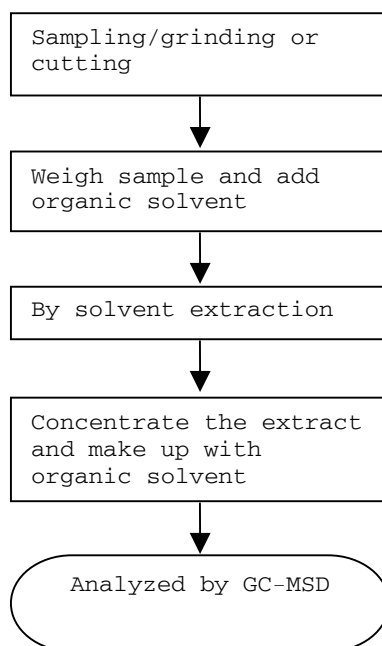 Sampling/grinding or
cutting
Weigh sample and add
organic solvent
By solvent extraction
Concentrate the extract
and make up with
organic solvent
Analyzed by GC-MSD